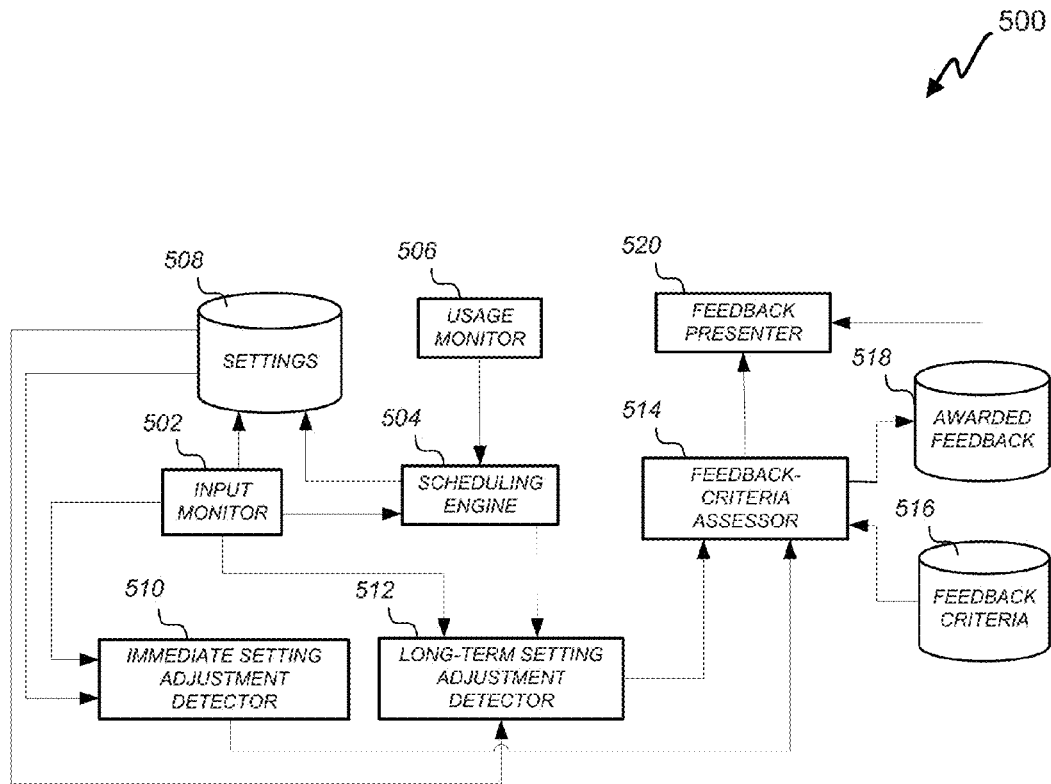 500
508
SETTINGS
506
USAGE
MONITOR
520
FEEDBACK
PRESENTER
518
AWARDED
FEEDBACK
502
INPUT
MONITOR
504
SCHEDULING
ENGINE
514
FEEDBACK-
CRITERIA
ASSESSOR
516
FEEDBACK
CRITERIA
510
IMMEDIATE SETTING
ADJUSTMENT
DETECTOR
512
LONG-TERM SETTING
ADJUSTMENT
DETECTOR